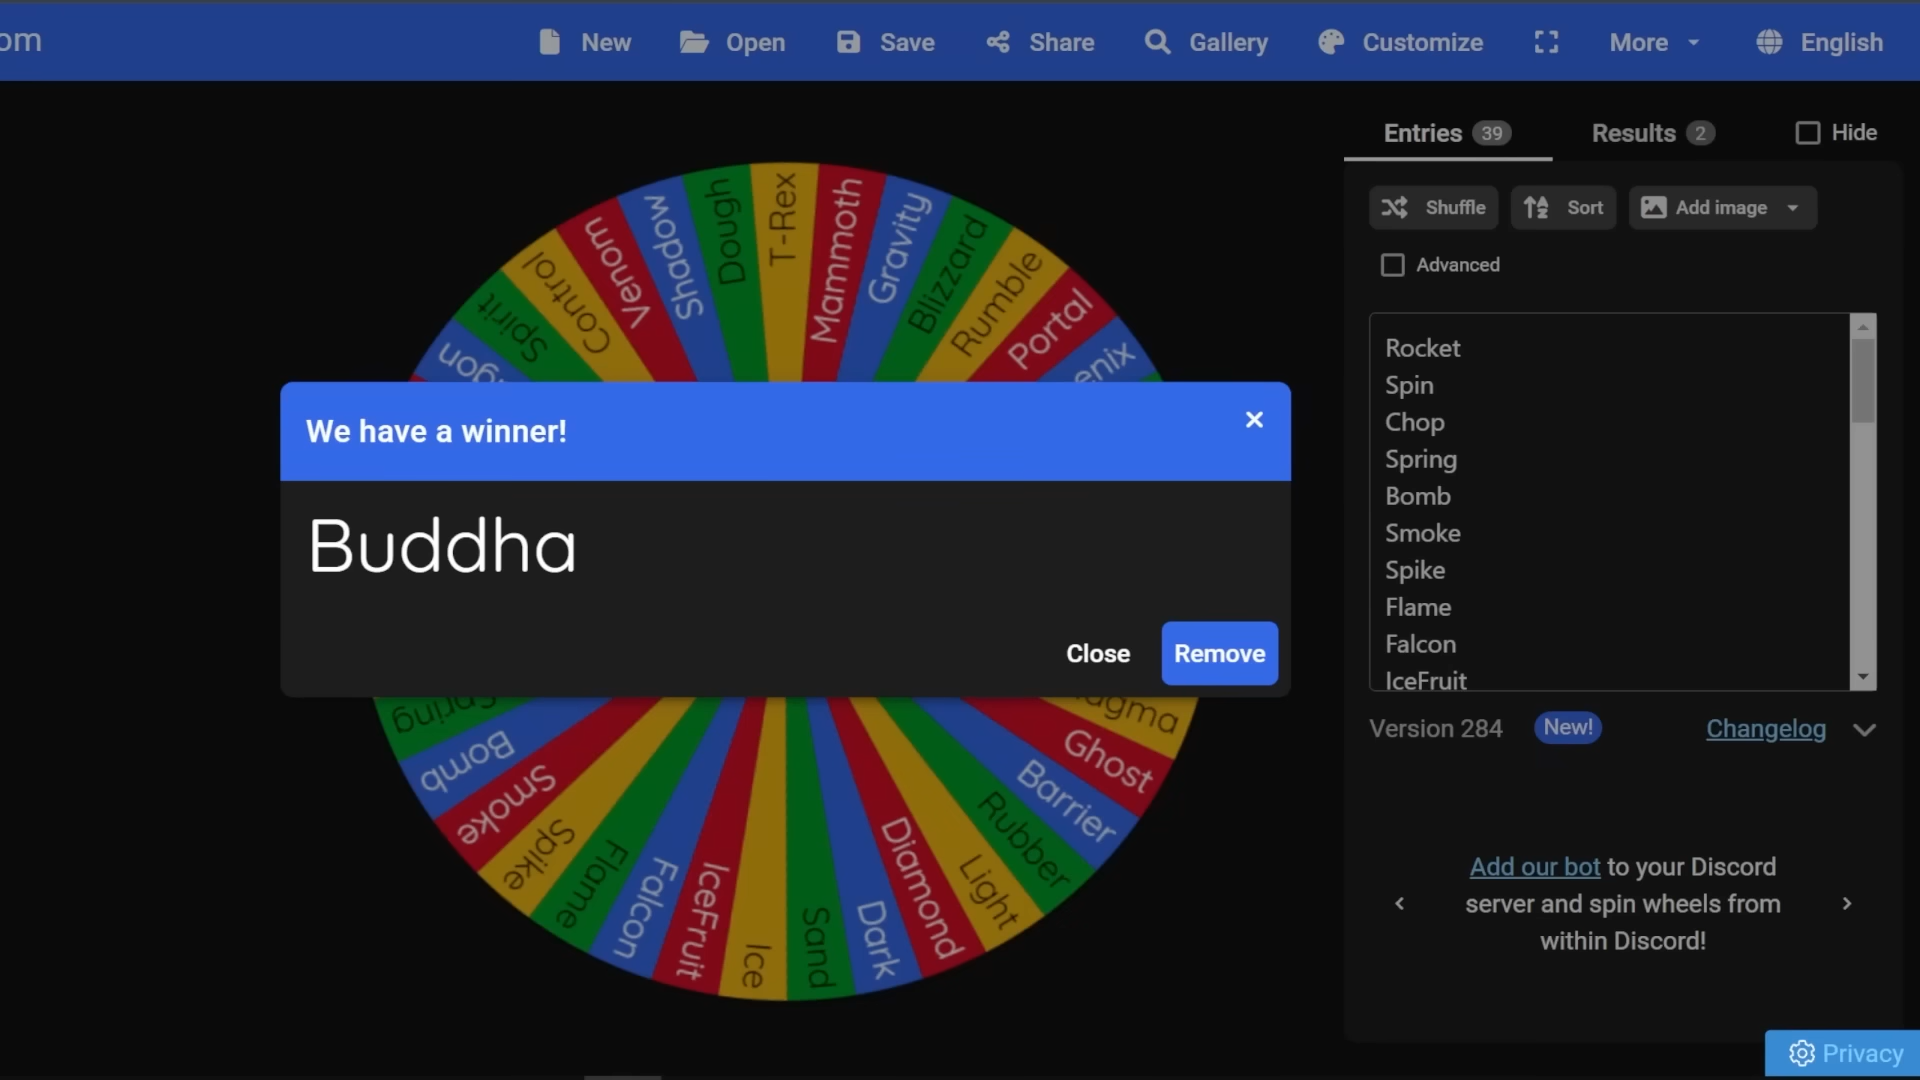 om
New
Open
Save
Share
Gallery
Customize
More
English
Entries 39
Results 2
Hide
Shuffle
Sort
Add image
Advanced
Rocket
Spin
Chop
Spring
Bomb
Smoke
Spike
Flame
Falcon
IceFruit
Version 284
New!
Changelog
Add our bot to your Discord
server and spin wheels from
within Discord!
Privacy
We have a winner!
Buddha
Close
Remove
Spirit
Control
Venom
Shadow
Dough
T-Rex
Mammoth
Gravity
Blizzard
Rumble
Portal
enix
agma
Ghost
Barrier
Rubber
Light
Diamond
Dark
Sand
Ice
IceFruit
Falcon
Flame
Spike
Smoke
Bomb
Spring